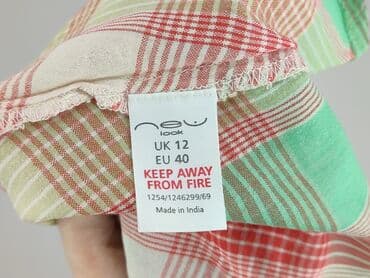 new
look
UK 12
EU 40
KEEP AWAY
FROM FIRE
1254/1246299/69
Made in India